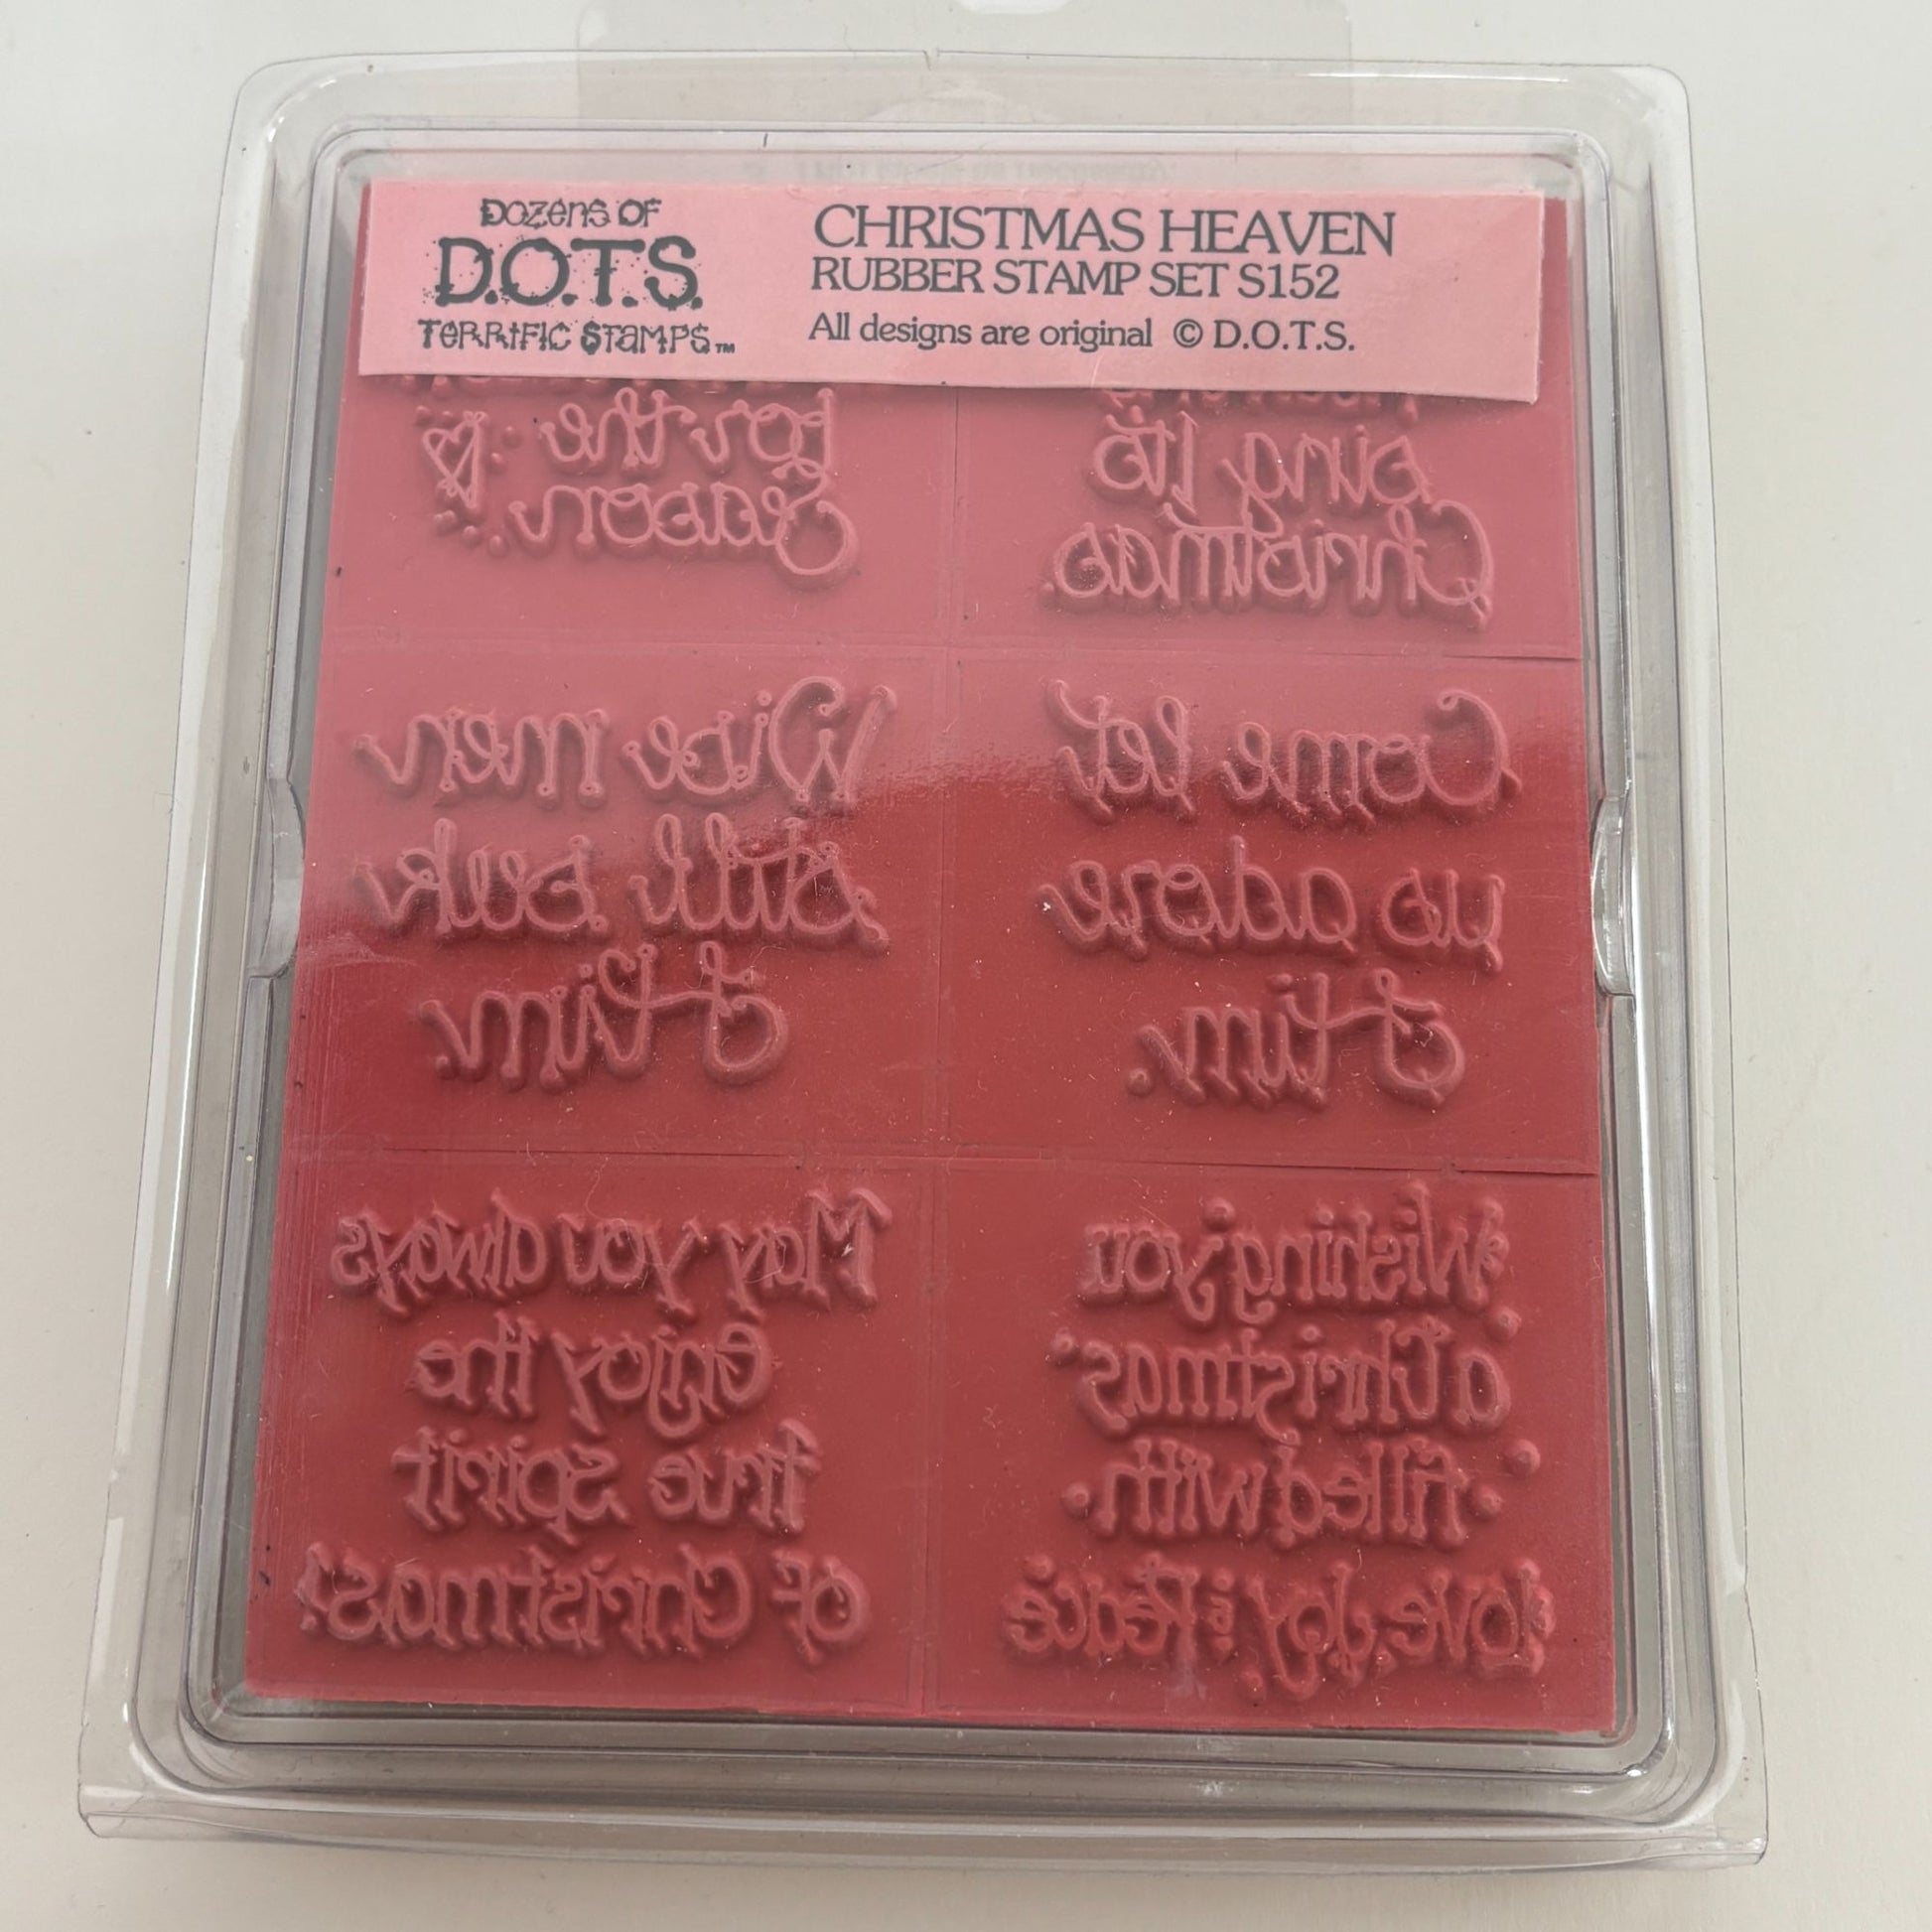 DOZENS OF
D.O.T.S.
TERRIFIC STAMPS™
CHRISTMAS HEAVEN
RUBBER STAMP SET S152
All designs are original © D.O.T.S.
for the
Season.
sing, It's
Christmas.
Wise men
still seek
Him.
Come let
us adore
Him.
May you always
enjoy the
true spirit
of Christmas!
Wishing you
a Christmas
filled with
Love, Joy & Peace